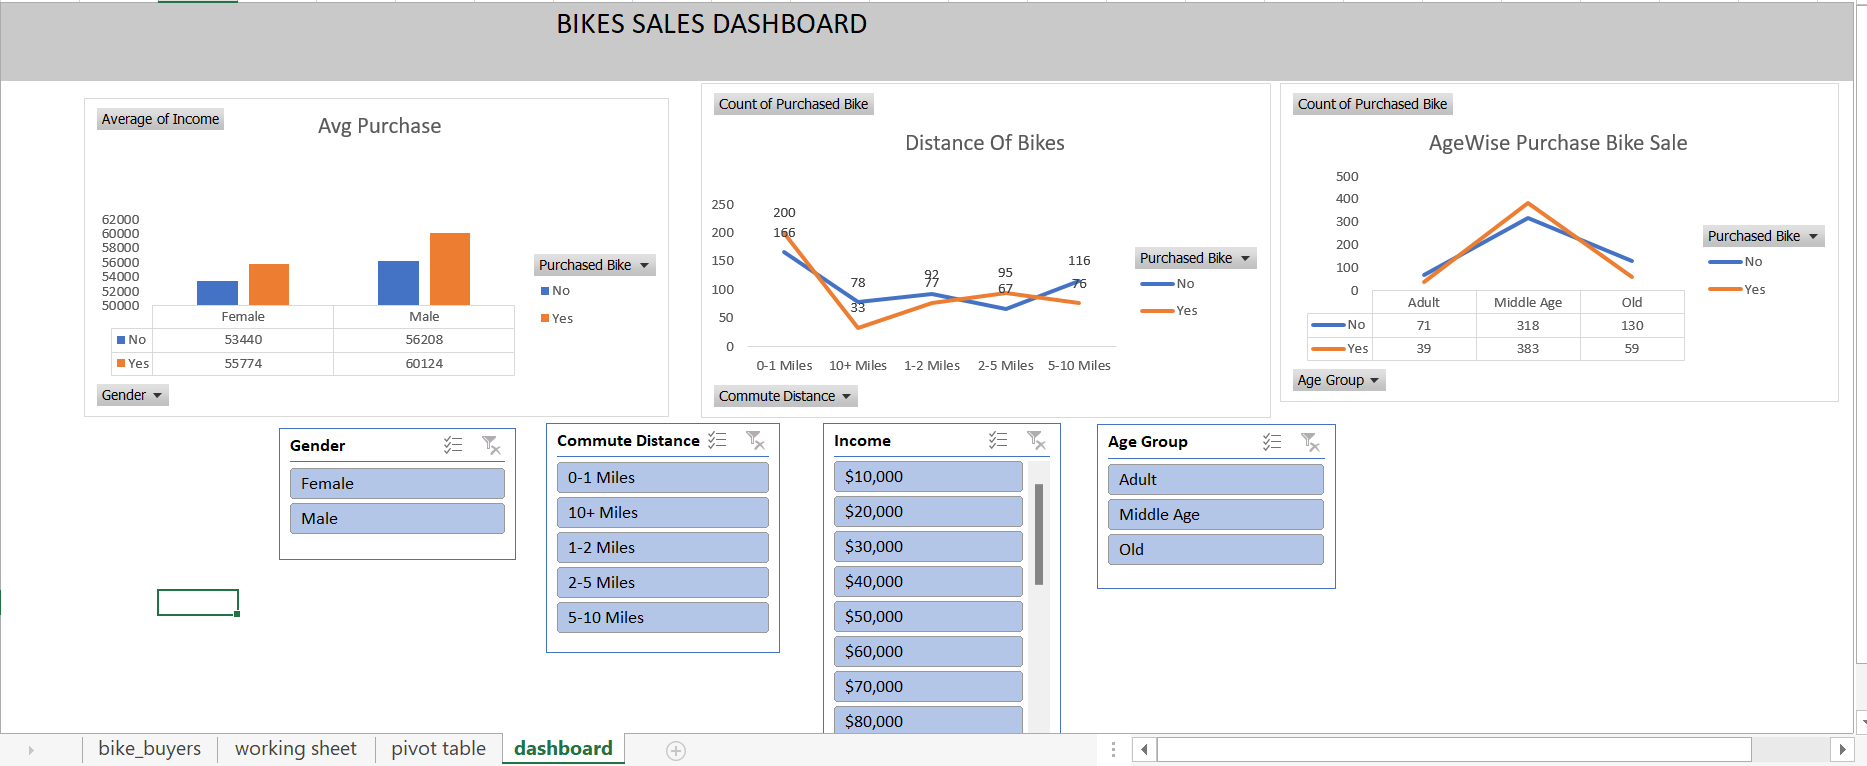 BIKES SALES DASHBOARD
Average of Income
Avg Purchase
62000
60000
58000
56000
54000
52000
50000
Female Male
No 53440 56208
Yes 55774 60124
Purchased Bike
No
Yes
Gender
Count of Purchased Bike
Distance Of Bikes
250
200
150
100
50
0
200
166
78
33
92
77
95
67
116
76
0-1 Miles 10+ Miles 1-2 Miles 2-5 Miles 5-10 Miles
Purchased Bike
No
Yes
Commute Distance
Count of Purchased Bike
AgeWise Purchase Bike Sale
500
400
300
200
100
0
Adult Middle Age Old
No 71 318 130
Yes 39 383 59
Purchased Bike
No
Yes
Age Group
Gender
Female
Male
Commute Distance
0-1 Miles
10+ Miles
1-2 Miles
2-5 Miles
5-10 Miles
Income
$10,000
$20,000
$30,000
$40,000
$50,000
$60,000
$70,000
$80,000
Age Group
Adult
Middle Age
Old
bike_buyers working sheet pivot table dashboard